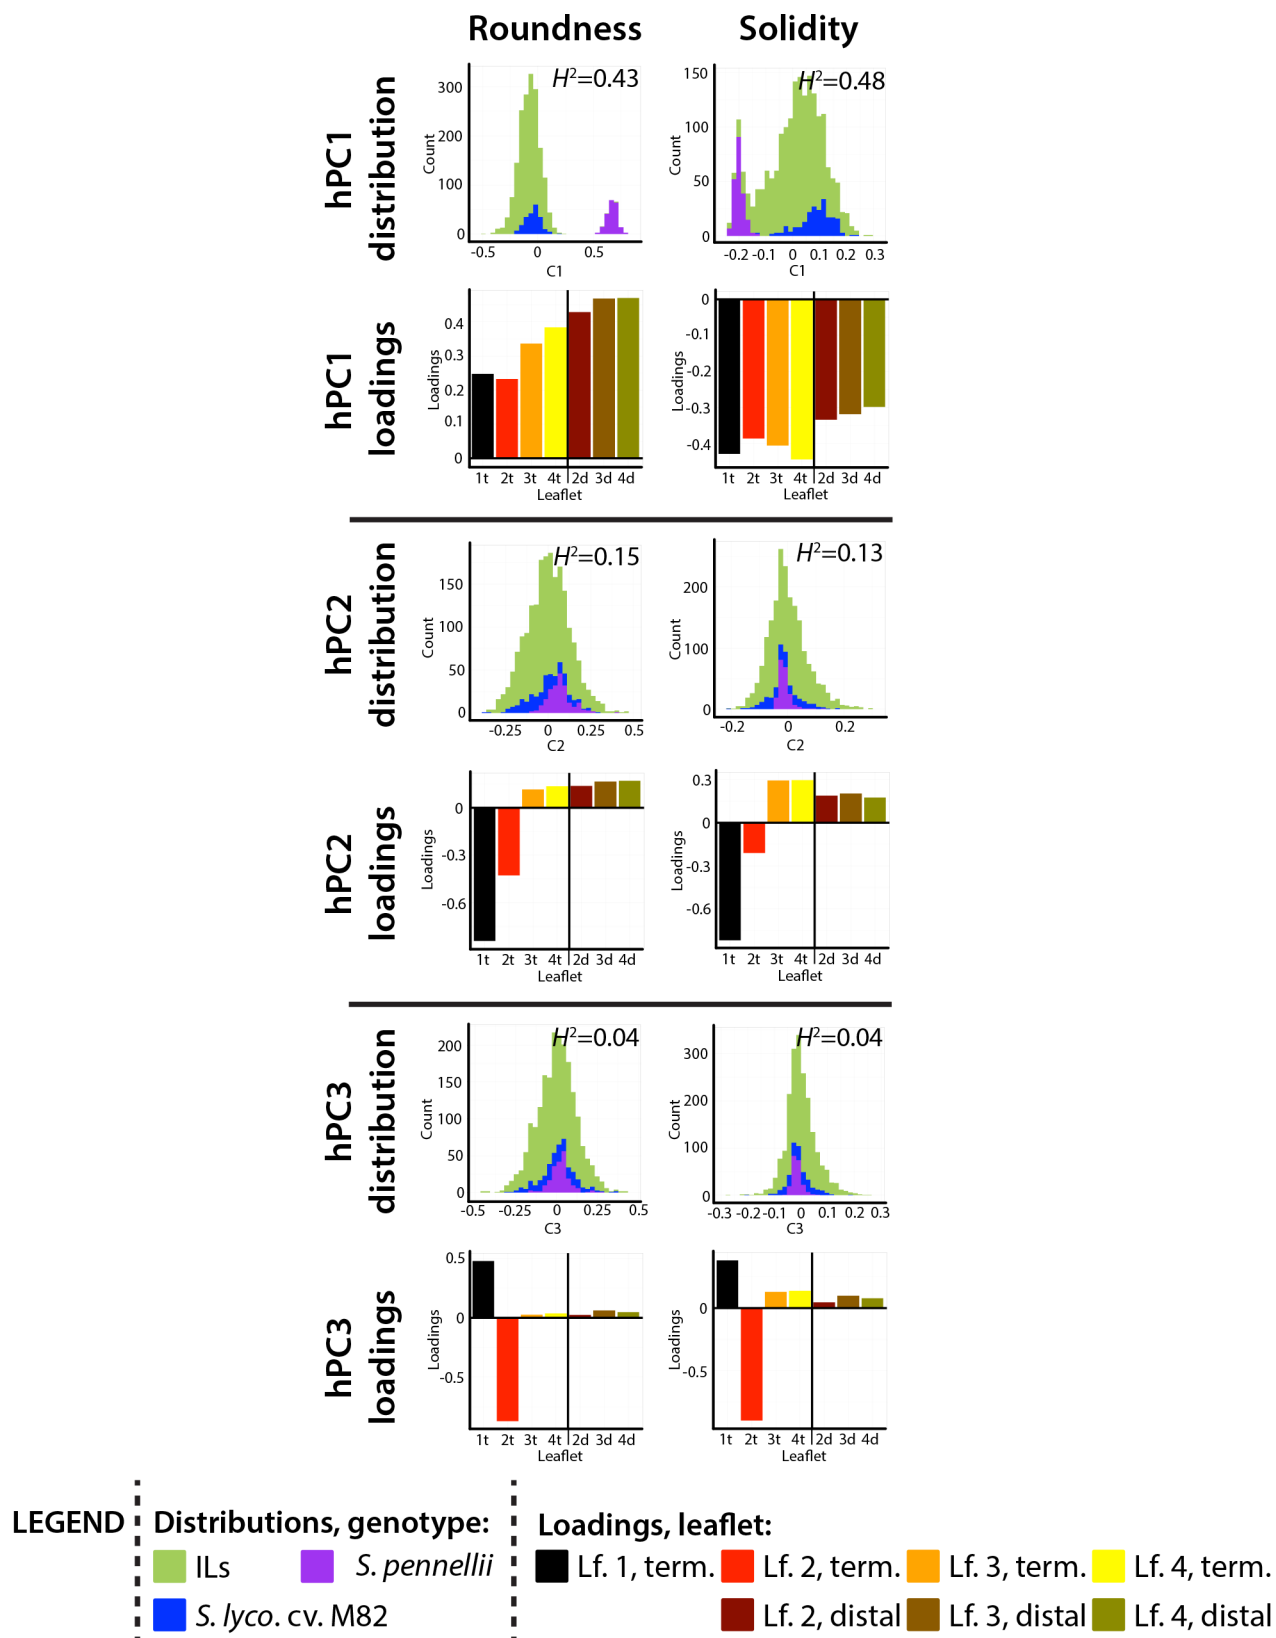 Roundness
Solidity
hPC1
distribution
H²=0.43
300
200
100
0
Count
-0.5
0
0.5
C1
H²=0.48
150
100
50
0
Count
-0.2
-0.1
0
0.1
0.2
0.3
C1
hPC1
loadings
0.4
0.3
0.2
0.1
0
Loadings
1t
2t
3t
4t
2d
3d
4d
Leaflet
0
-0.1
-0.2
-0.3
-0.4
Loadings
1t
2t
3t
4t
2d
3d
4d
Leaflet
hPC2
distribution
H²=0.15
150
100
50
0
Count
-0.25
0
0.25
0.5
C2
H²=0.13
200
100
0
Count
-0.2
0
0.2
C2
hPC2
loadings
0
-0.3
-0.6
Loadings
1t
2t
3t
4t
2d
3d
4d
Leaflet
0.3
0
-0.3
-0.6
Loadings
1t
2t
3t
4t
2d
3d
4d
Leaflet
hPC3
distribution
H²=0.04
200
150
100
50
0
Count
-0.5
-0.25
0
0.25
0.5
C3
H²=0.04
300
200
100
0
Count
-0.3
-0.2
-0.1
0
0.1
0.2
0.3
C3
hPC3
loadings
0.5
0
-0.5
Loadings
1t
2t
3t
4t
2d
3d
4d
Leaflet
0
-0.5
Loadings
1t
2t
3t
4t
2d
3d
4d
Leaflet
LEGEND
Distributions, genotype:
ILs
S. pennellii
S. lyco. cv. M82
Loadings, leaflet:
Lf. 1, term.
Lf. 2, term.
Lf. 3, term.
Lf. 4, term.
Lf. 2, distal
Lf. 3, distal
Lf. 4, distal